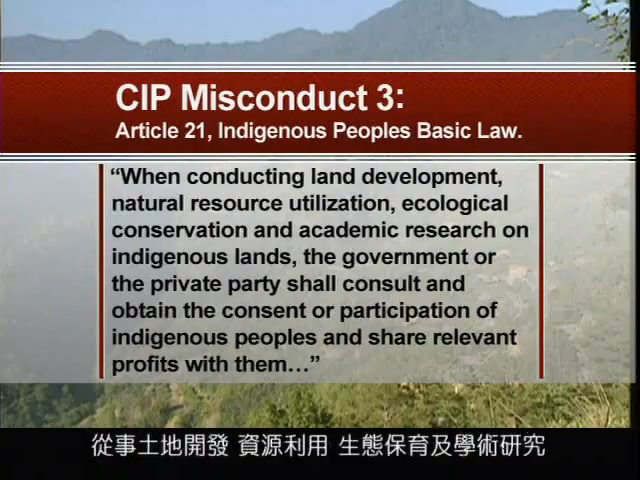 CIP Misconduct 3:
Article 21, Indigenous Peoples Basic Law.
“When conducting land development,
natural resource utilization, ecological
conservation and academic research on
indigenous lands, the government or
the private party shall consult and
obtain the consent or participation of
indigenous peoples and share relevant
profits with them…”
從事土地開發 資源利用 生態保育及學術研究